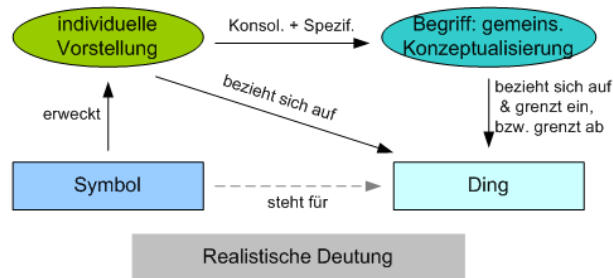 individuelle
Vorstellung
Konsol. + Spezif.
Begriff: gemeins.
Konzeptualisierung
erweckt
bezieht sich auf
bezieht sich auf
& grenzt ein,
bzw. grenzt ab
Symbol
steht für
Ding
Realistische Deutung